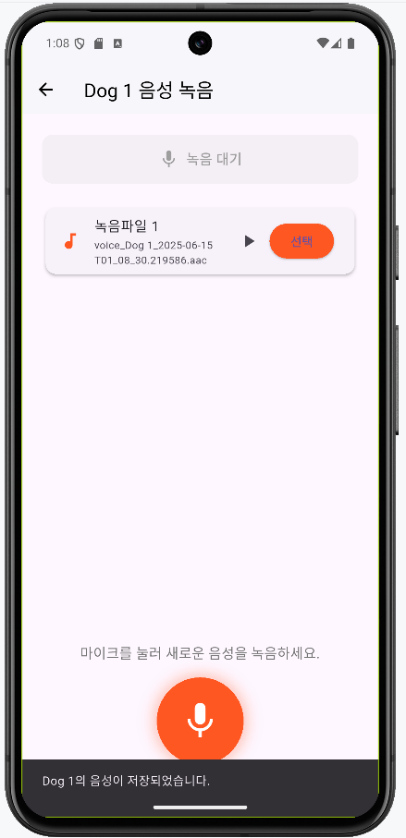 1:08
Dog 1 음성 녹음
녹음 대기
녹음파일 1
voice_Dog 1_2025-06-15
T01_08_30.219586.aac
선택
마이크를 눌러 새로운 음성을 녹음하세요.
Dog 1의 음성이 저장되었습니다.